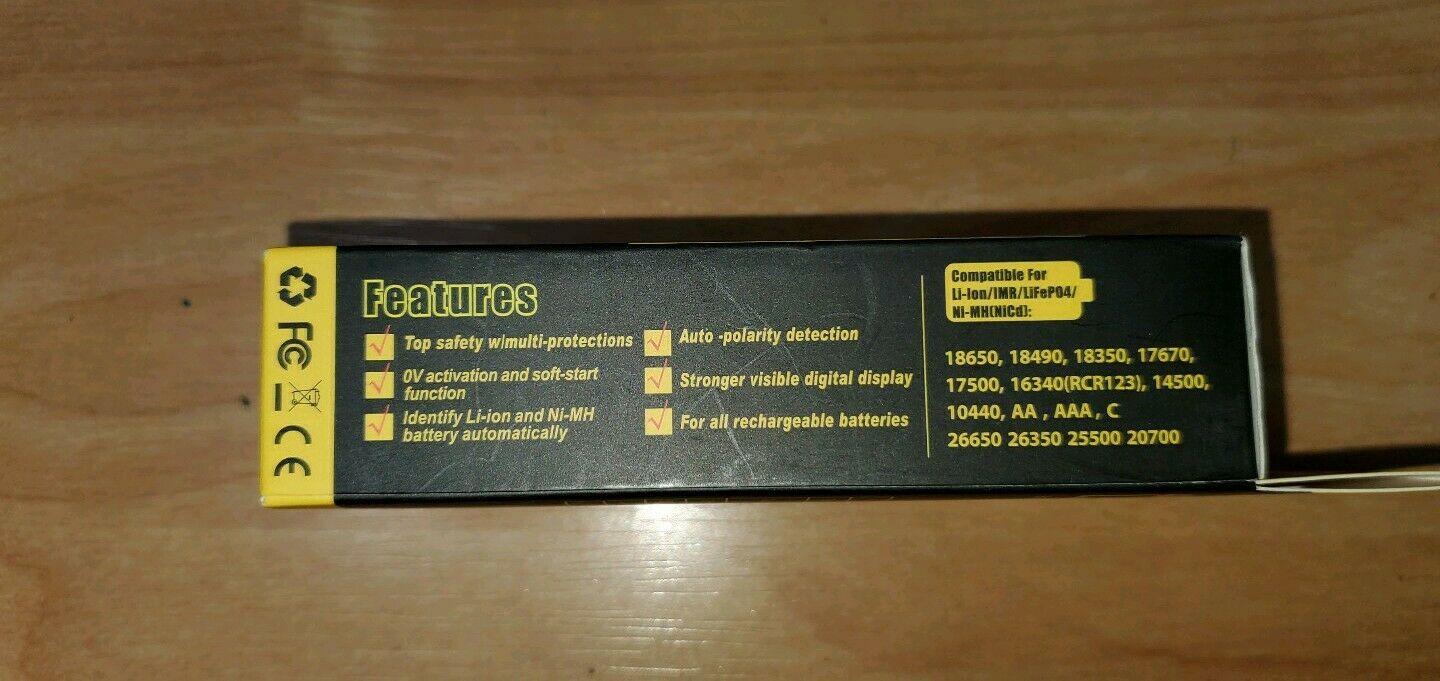 FC
CE
Features
Top safety w/multi-protections
0V activation and soft-start
function
Identify Li-ion and Ni-MH
battery automatically
Auto -polarity detection
Stronger visible digital display
For all rechargeable batteries
Compatible For
Li-Ion/IMR/LiFePO4/
Ni-MH(NiCd):
18650, 18490, 18350, 17670,
17500, 16340(RCR123), 14500,
10440, AA , AAA , C
26650 26350 25500 20700